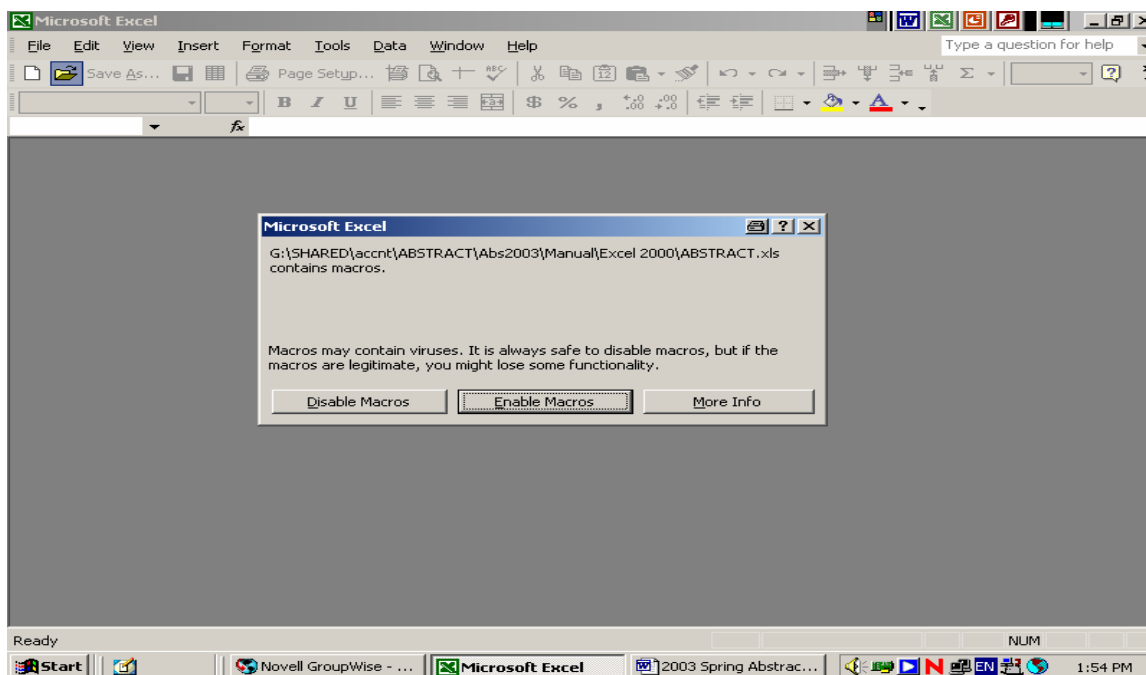 Microsoft Excel
File Edit View Insert Format Tools Data Window Help Type a question for help
Save As... Page Setup...
B I U $ % ,
fx
Microsoft Excel
G:\SHARED\accnt\ABSTRACT\Abs2003\Manual\Excel 2000\ABSTRACT.xls
contains macros.
Macros may contain viruses. It is always safe to disable macros, but if the
macros are legitimate, you might lose some functionality.
Disable Macros Enable Macros More Info
Ready NUM
Start Novell GroupWise - ... Microsoft Excel 2003 Spring Abstrac... EN 1:54 PM